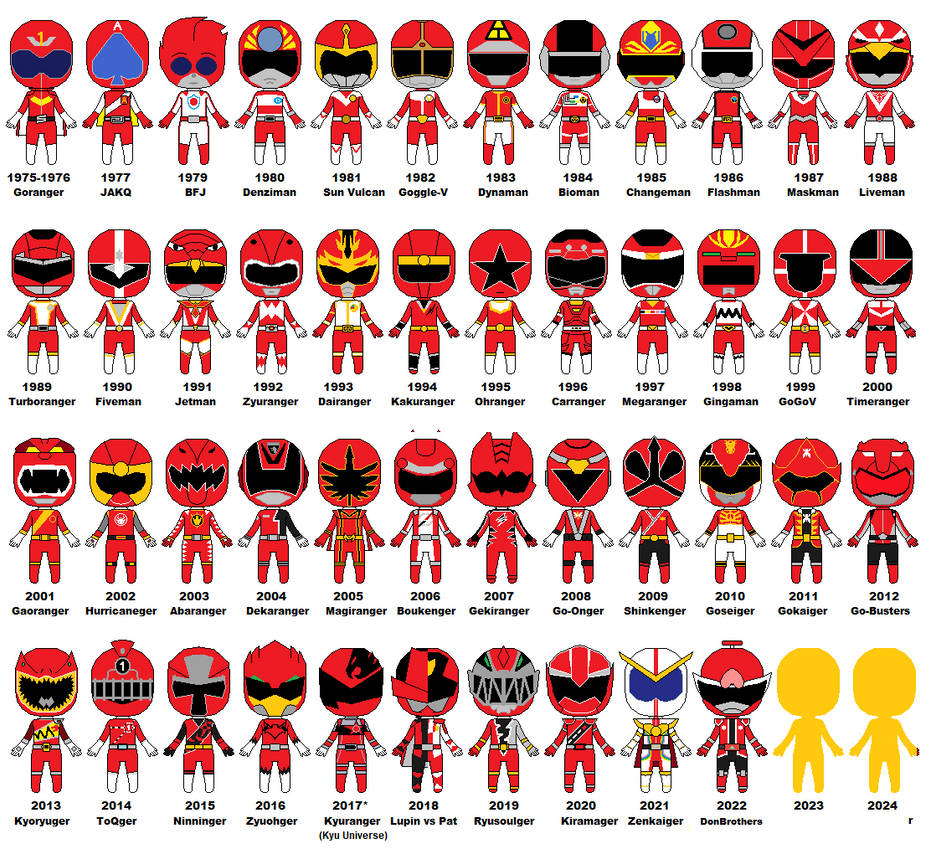 1
A
1975-1976 1977 1979 1980 1981 1982 1983 1984 1985 1986 1987 1988
Goranger JAKQ BFJ Denziman Sun Vulcan Goggle-V Dynaman Bioman Changeman Flashman Maskman Liveman
1989 1990 1991 1992 1993 1994 1995 1996 1997 1998 1999 2000
Turboranger Fiveman Jetman Zyuranger Dairanger Kakuranger Ohranger Carranger Megaranger Gingaman GoGoV Timeranger
1
2001 2002 2003 2004 2005 2006 2007 2008 2009 2010 2011 2012
Gaoranger Hurricaneger Abaranger Dekaranger Magiranger Boukenger Gekiranger Go-Onger Shinkenger Goseiger Gokaiger Go-Busters
1
1
2013 2014 2015 2016 2017* 2018 2019 2020 2021 2022 2023 2024
Kyoryuger ToQger Ninninger Zyuohger Kyuranger Lupin vs Pat Ryusoulger Kiramager Zenkaiger DonBrothers r
(Kyu Universe)